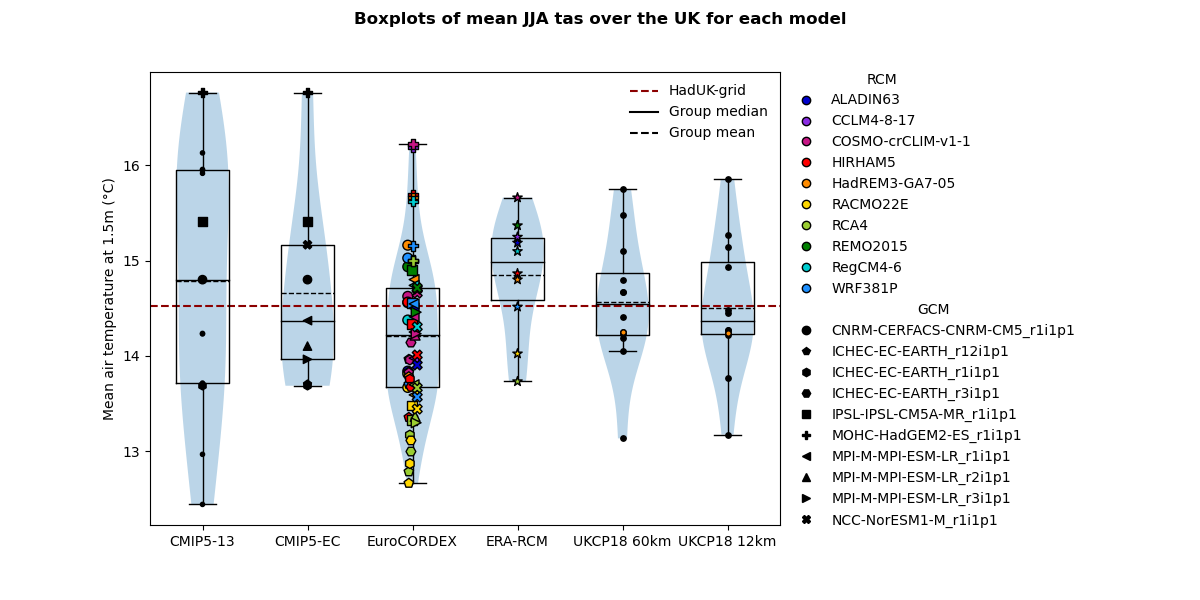 Boxplots of mean JJA tas over the UK for each model
Mean air temperature at 1.5m (°C)
16
15
14
13
CMIP5-13
CMIP5-EC
EuroCORDEX
ERA-RCM
UKCP18 60km
UKCP18 12km
HadUK-grid
Group median
Group mean
RCM
ALADIN63
CCLM4-8-17
COSMO-crCLIM-v1-1
HIRHAM5
HadREM3-GA7-05
RACMO22E
RCA4
REMO2015
RegCM4-6
WRF381P
GCM
CNRM-CERFACS-CNRM-CM5_r1i1p1
ICHEC-EC-EARTH_r12i1p1
ICHEC-EC-EARTH_r1i1p1
ICHEC-EC-EARTH_r3i1p1
IPSL-IPSL-CM5A-MR_r1i1p1
MOHC-HadGEM2-ES_r1i1p1
MPI-M-MPI-ESM-LR_r1i1p1
MPI-M-MPI-ESM-LR_r2i1p1
MPI-M-MPI-ESM-LR_r3i1p1
NCC-NorESM1-M_r1i1p1